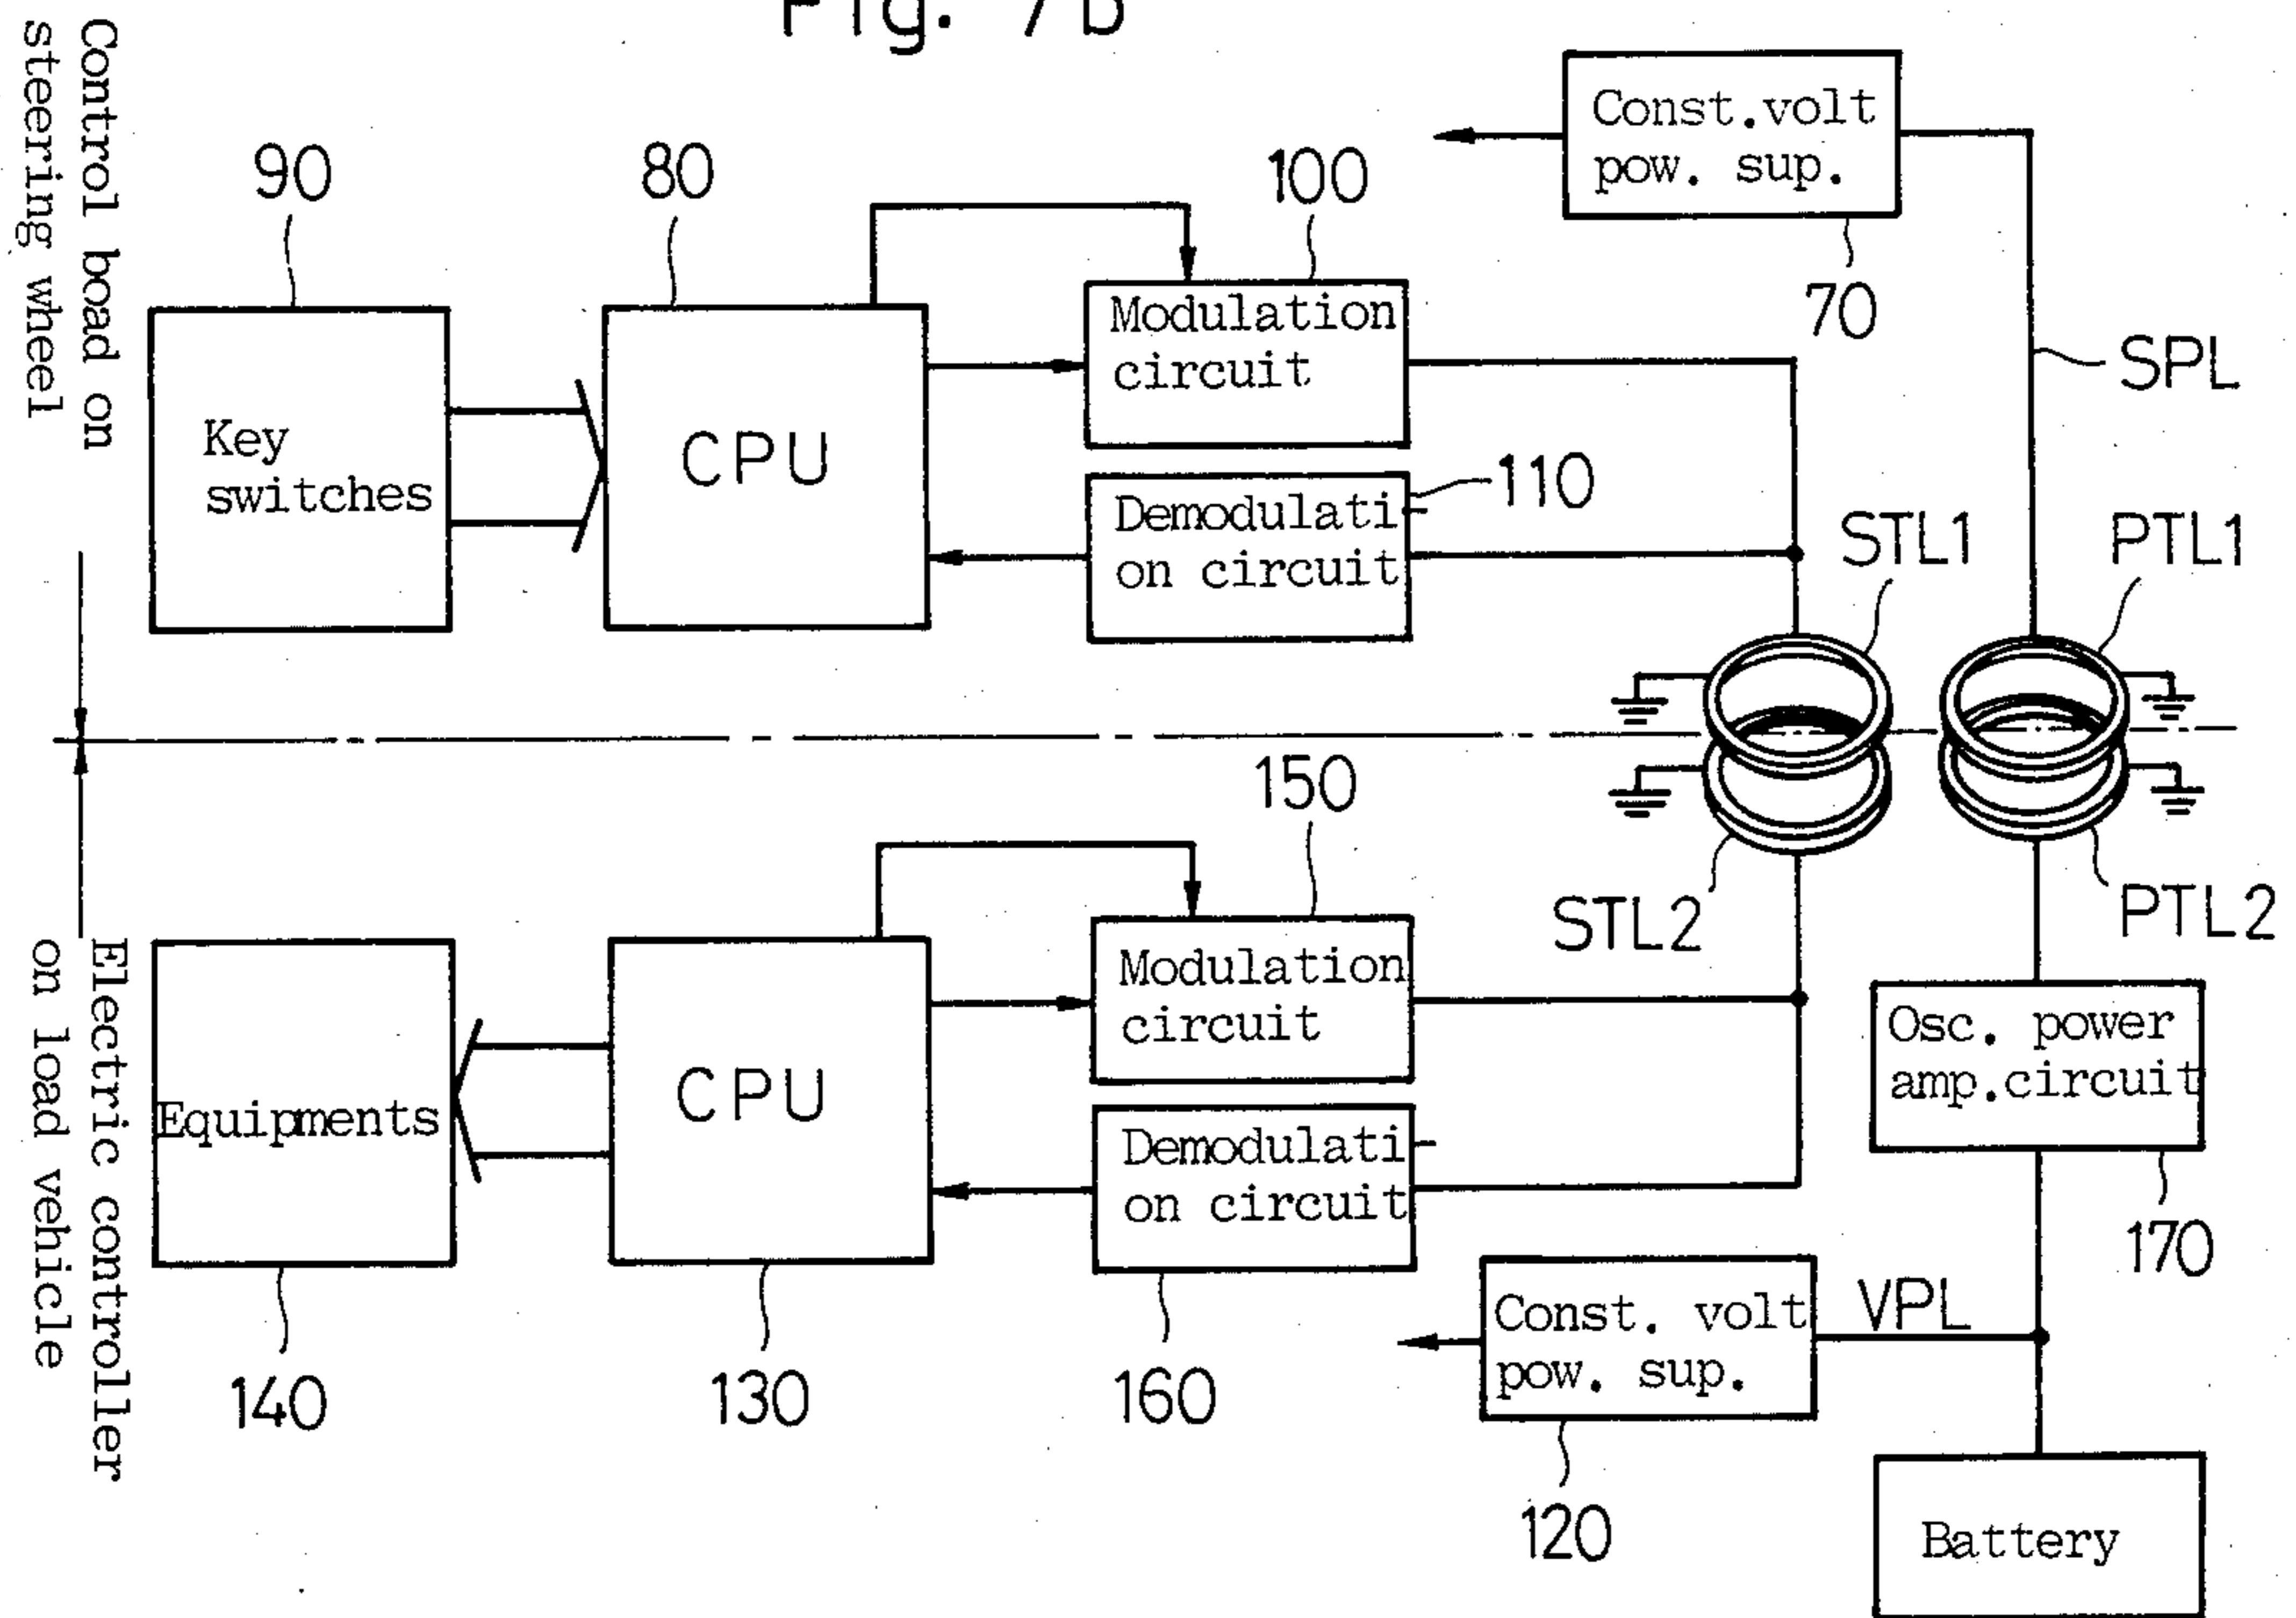 Fig. 7b
Control boad on
steering wheel
90
80
100
Const.volt
pow. sup.
70
SPL
Key
switches
CPU
Modulation
circuit
110
Demodulati-
on circuit
STL1
PTL1
150
STL2
PTL2
Electric controller
on load vehicle
Equipments
CPU
Modulation
circuit
Demodulati-
on circuit
Osc. power
amp.circuit
170
140
130
160
Const. volt
pow. sup.
VPL
120
Battery